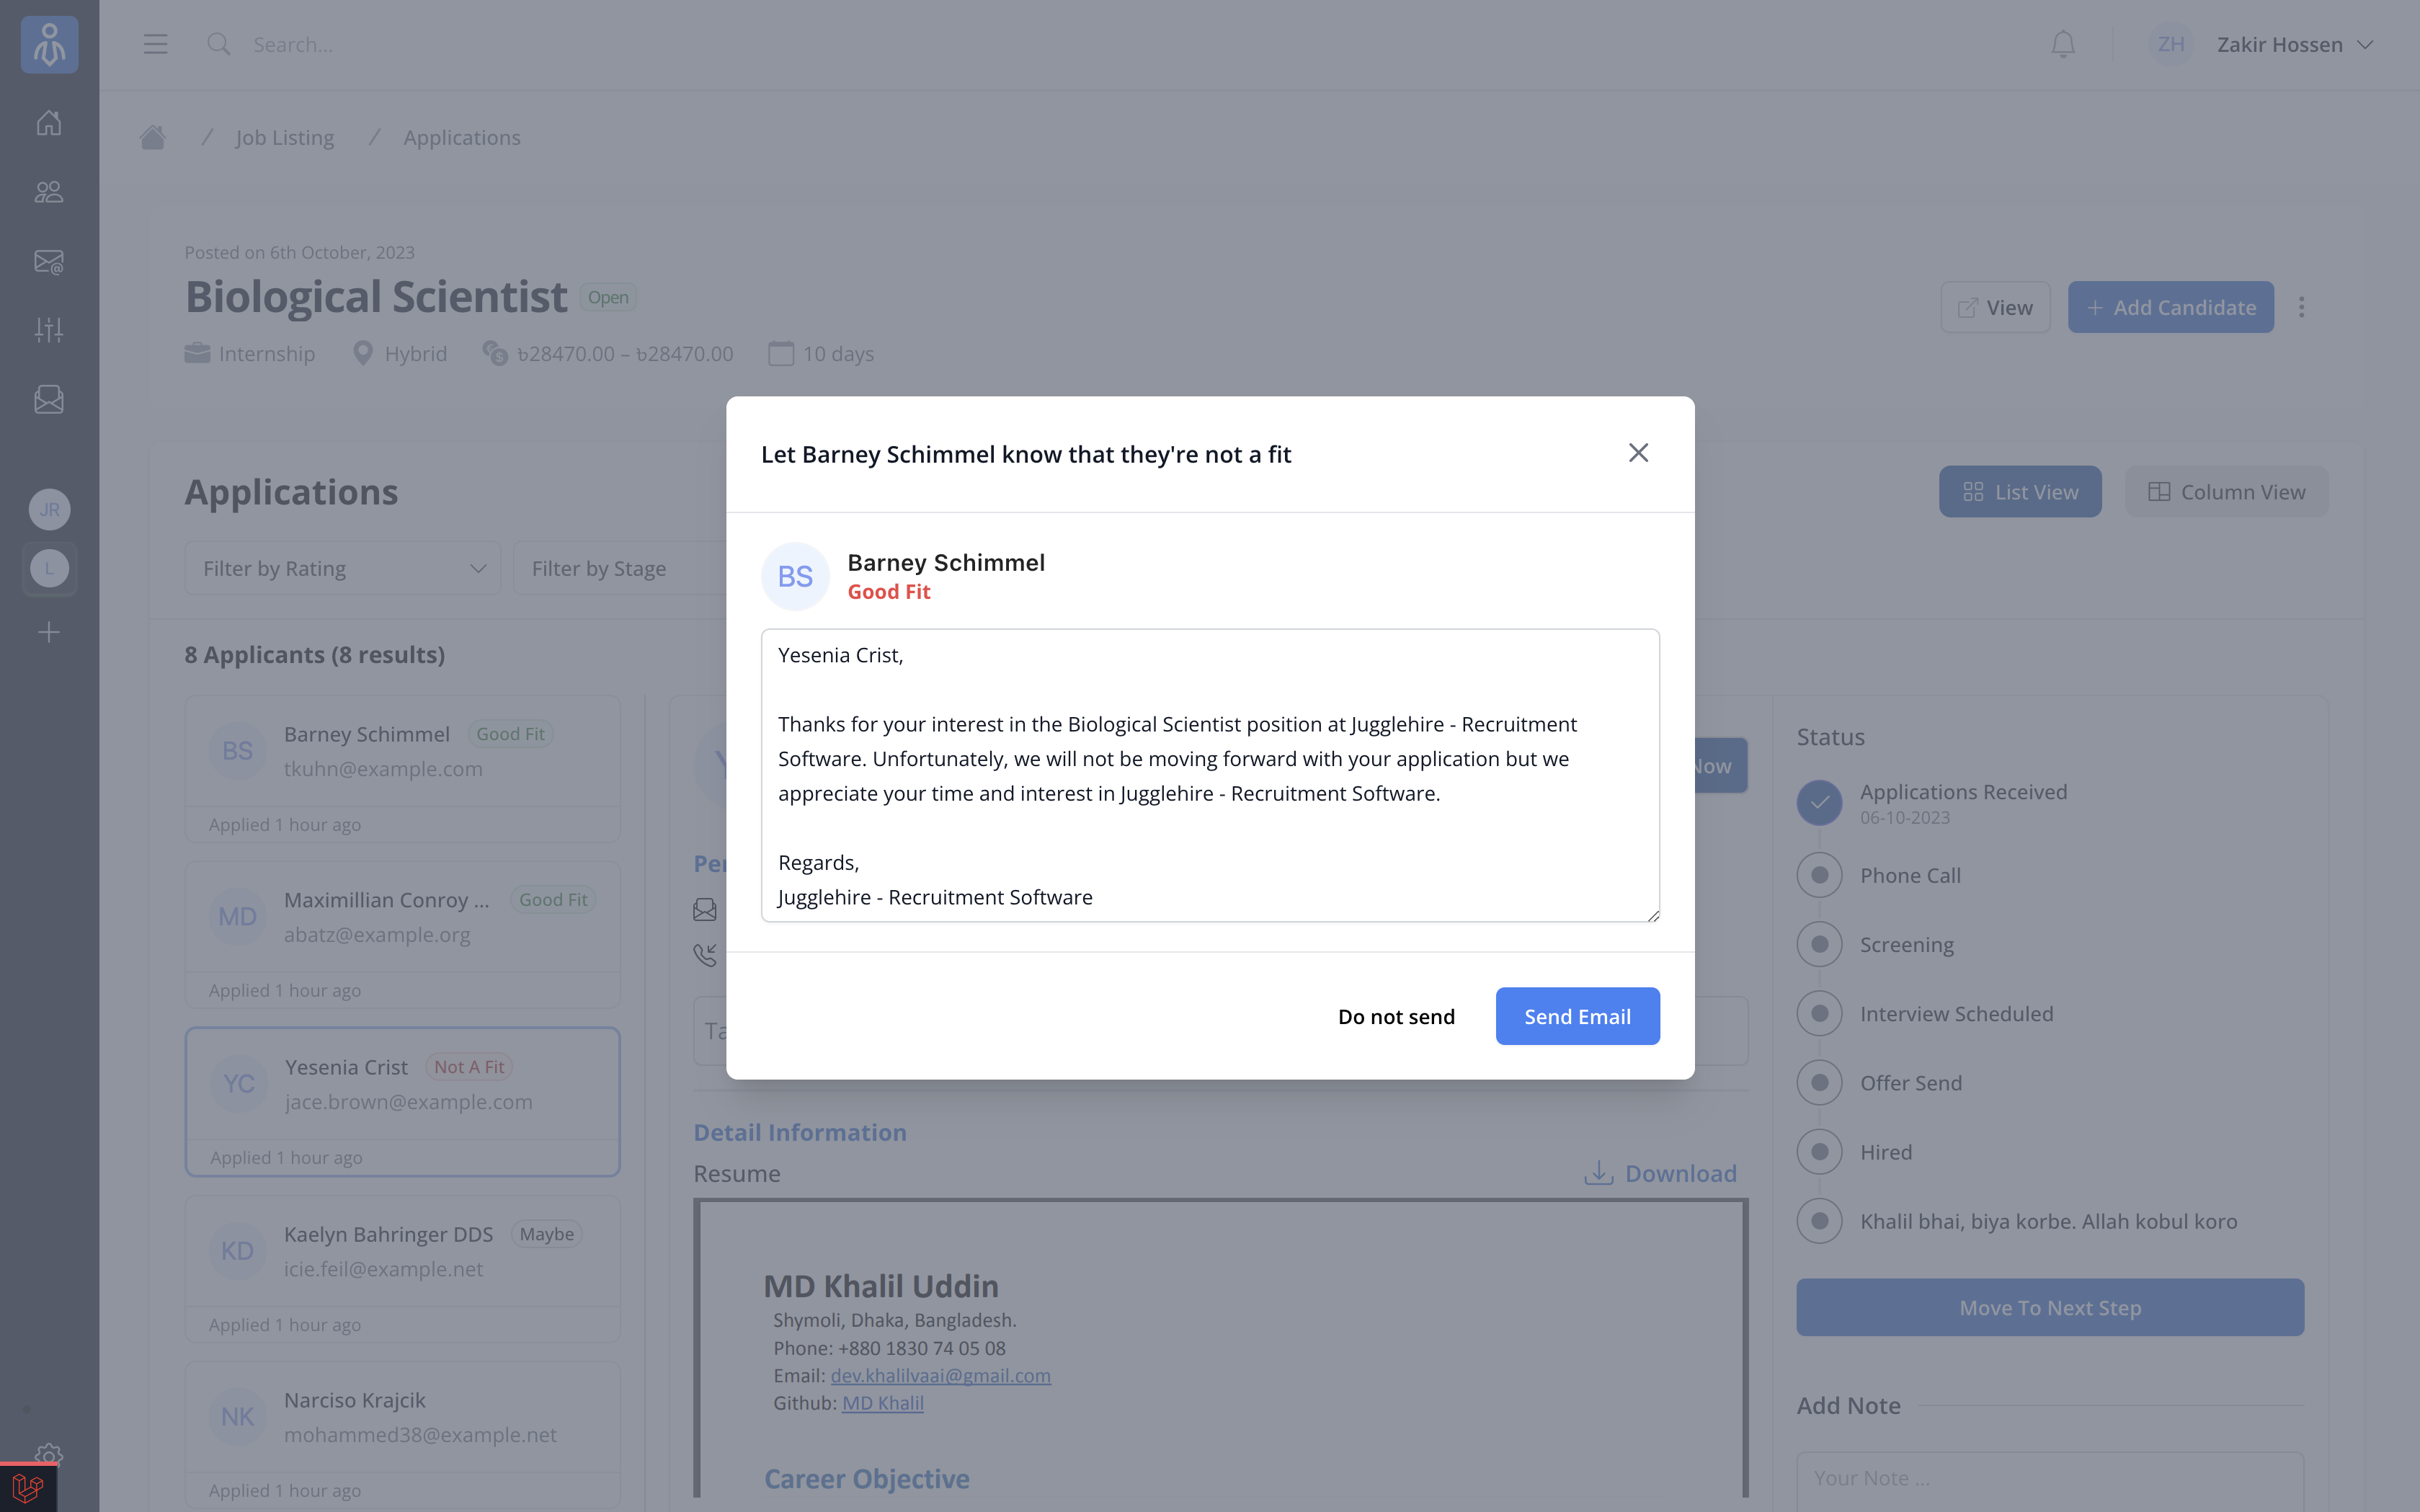 Search...
ZH
Zakir Hossen
/ Job Listing / Applications
Posted on 6th October, 2023
Biological Scientist
Open
View
+ Add Candidate
Internship
Hybrid
৳28470.00 – ৳28470.00
10 days
JR
L
Applications
List View
Column View
Filter by Rating
Filter by Stage
8 Applicants (8 results)
BS
Barney Schimmel
Good Fit
tkuhn@example.com
Applied 1 hour ago
MD
Maximillian Conroy ...
Good Fit
abatz@example.org
Applied 1 hour ago
YC
Yesenia Crist
Not A Fit
jace.brown@example.com
Applied 1 hour ago
KD
Kaelyn Bahringer DDS
Maybe
icie.feil@example.net
Applied 1 hour ago
NK
Narciso Krajcik
mohammed38@example.net
Applied 1 hour ago
Let Barney Schimmel know that they're not a fit
BS
Barney Schimmel
Good Fit
Yesenia Crist,
Thanks for your interest in the Biological Scientist position at Jugglehire - Recruitment
Software. Unfortunately, we will not be moving forward with your application but we
appreciate your time and interest in Jugglehire - Recruitment Software.
Regards,
Jugglehire - Recruitment Software
Do not send
Send Email
Detail Information
Resume
Download
MD Khalil Uddin
Shymoli, Dhaka, Bangladesh.
Phone: +880 1830 74 05 08
Email: dev.khalilvaai@gmail.com
Github: MD Khalil
Career Objective
Status
Applications Received
06-10-2023
Phone Call
Screening
Interview Scheduled
Offer Send
Hired
Khalil bhai, biya korbe. Allah kobul koro
Move To Next Step
Add Note
Your Note ...